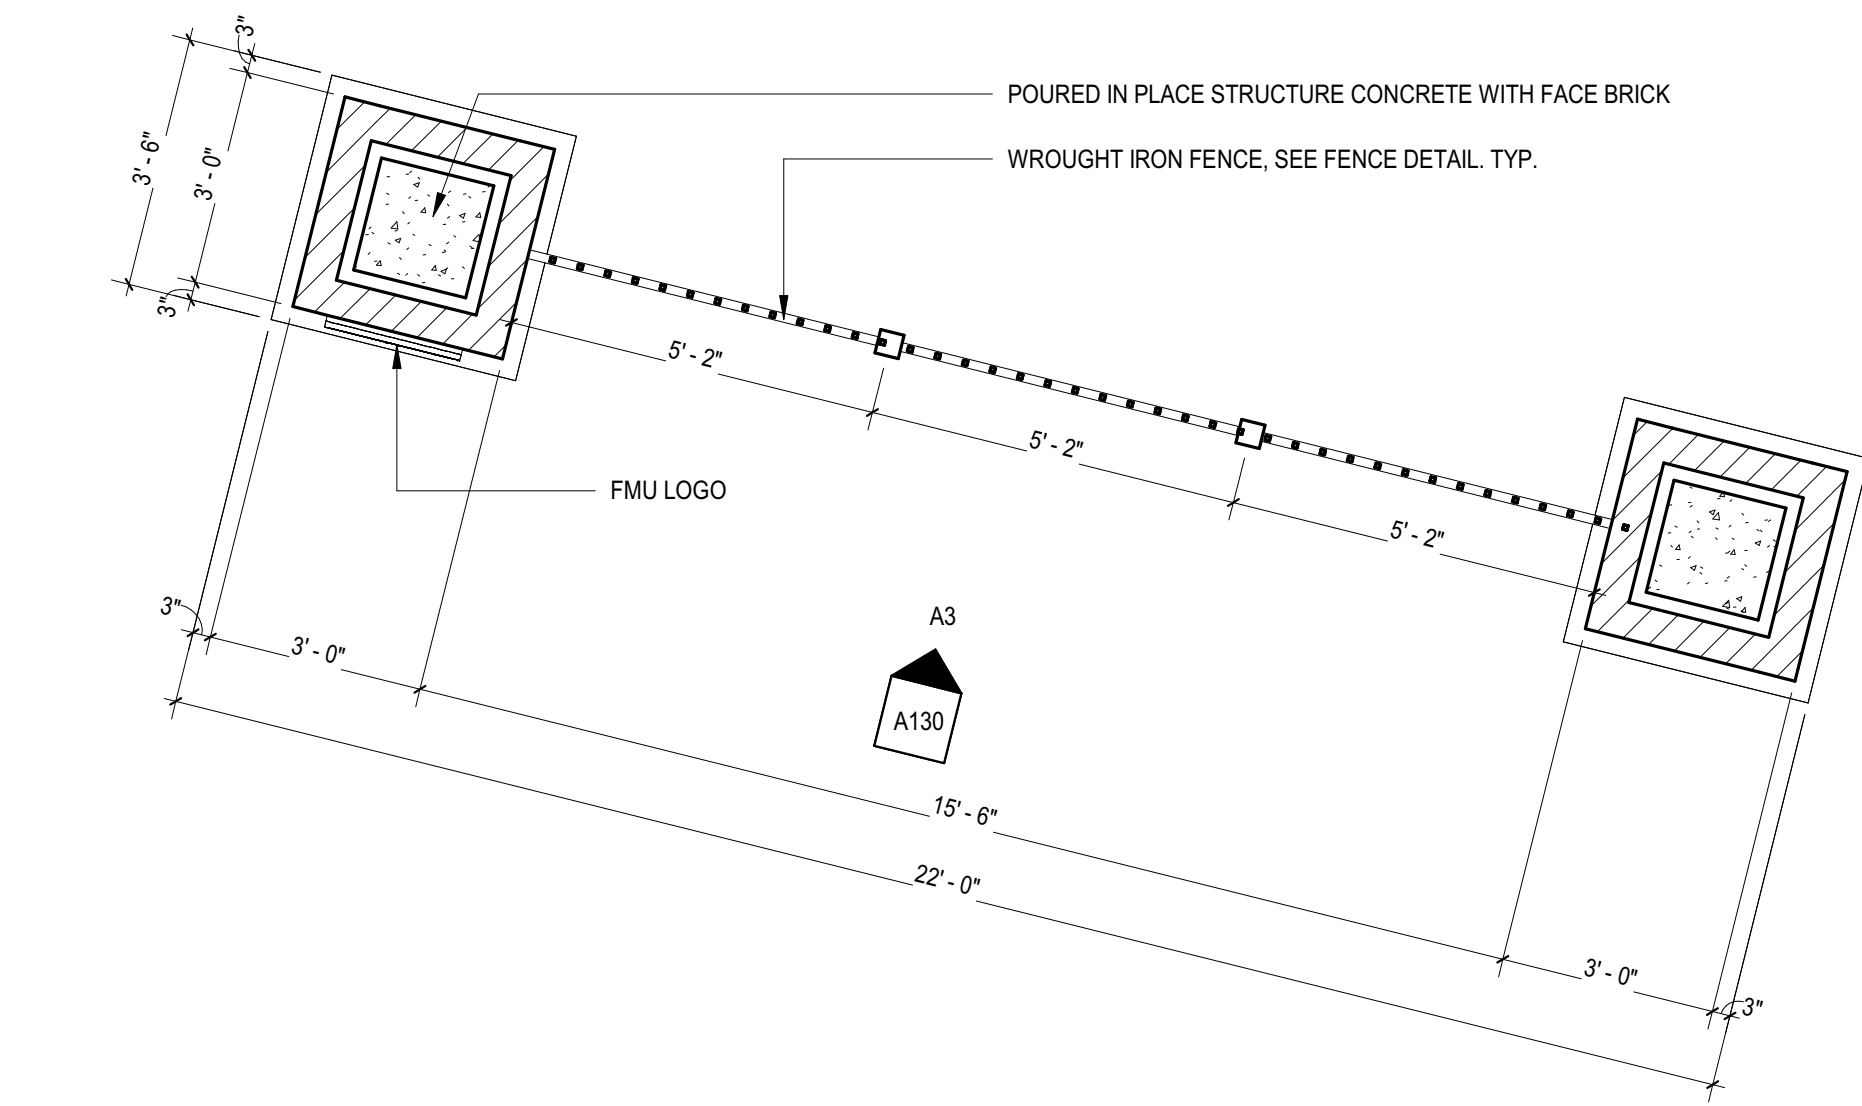 3"
POURED IN PLACE STRUCTURE CONCRETE WITH FACE BRICK
3' - 6"
3' - 0"
WROUGHT IRON FENCE, SEE FENCE DETAIL. TYP.
3"
5' - 2"
5' - 2"
FMU LOGO
5' - 2"
3"
A3
3' - 0"
A130
15' - 6"
22' - 0"
3' - 0"
3"